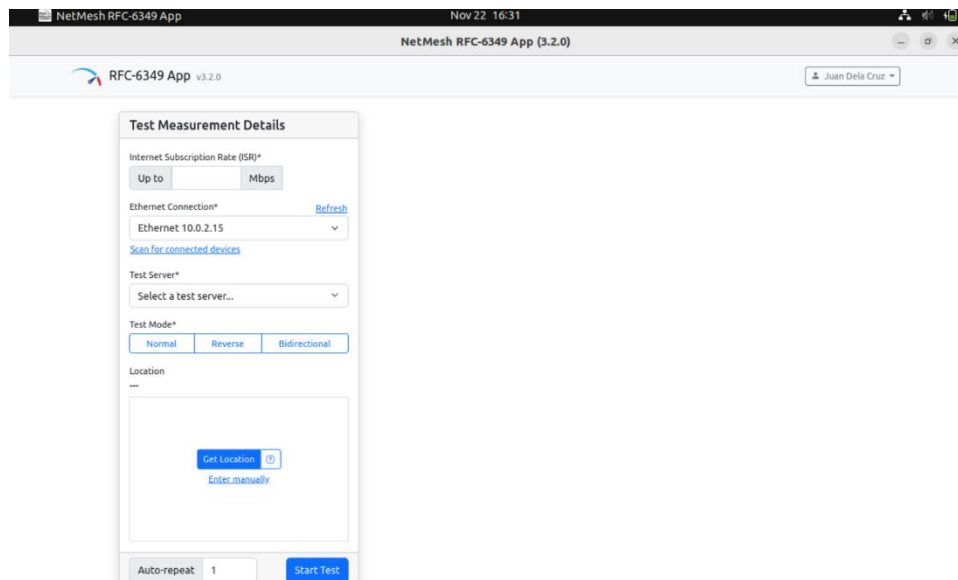 NetMesh RFC-6349 App
Nov 22 16:31
NetMesh RFC-6349 App (3.2.0)
RFC-6349 App v3.2.0
Juan Dela Cruz
Test Measurement Details
Internet Subscription Rate (ISR)*
Up to
Mbps
Ethernet Connection*
Refresh
Ethernet 10.0.2.15
Scan for connected devices
Test Server*
Select a test server...
Test Mode*
Normal
Reverse
Bidirectional
Location
---
Get Location
Enter manually
Auto-repeat 1
Start Test